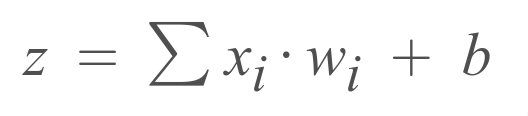 z = ∑ xᵢ · wᵢ + b